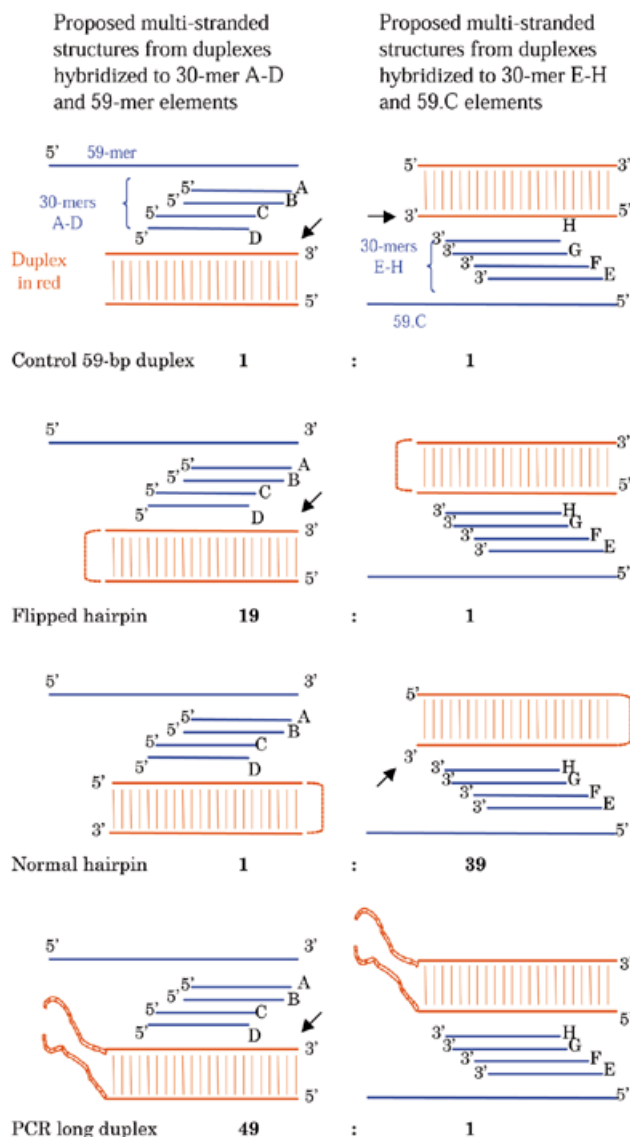 Proposed multi-stranded
structures from duplexes
hybridized to 30-mer A-D
and 59-mer elements
Proposed multi-stranded
structures from duplexes
hybridized to 30-mer E-H
and 59.C elements
5' 59-mer
30-mers
A-D
5' A
5' B
5' C
5' D
Duplex
in red
3'
5'
5' 3'
3'
H
30-mers
E-H
3'
3' G
3' F
3' E
5'
59.C
Control 59-bp duplex 1 : 1
5' 3'
5' A
5' B
5' C
5' D
3'
5'
3'
5'
3' H
3' G
3' F
3' E
5'
Flipped hairpin 19 : 1
5' 3'
5' A
5' B
5' C
5' D
5'
3'
5'
3'
3' H
3' G
3' F
3' E
5'
Normal hairpin 1 : 39
5' 3'
5' A
5' B
5' C
5' D
3'
5'
3'
5
3' H
3' G
3' F
3' E
5'
PCR long duplex 49 : 1